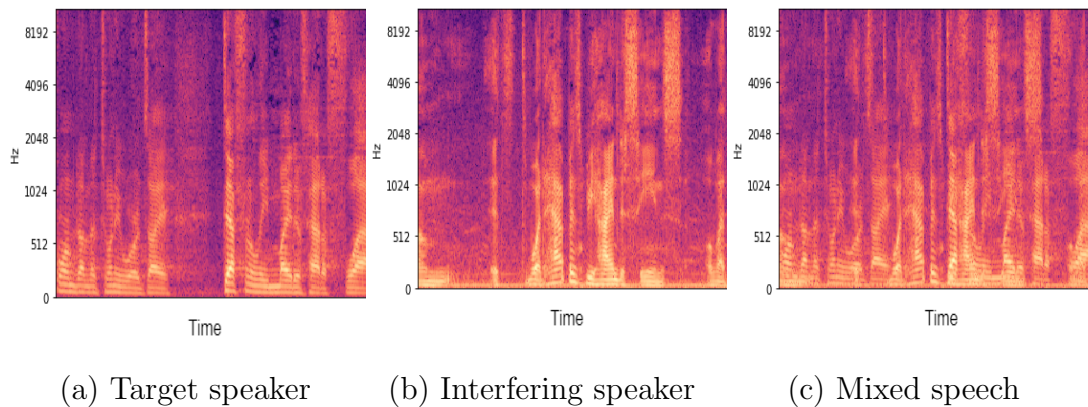 8192
4096
2048
1024
512
0
Hz
Time
(a) Target speaker
8192
4096
2048
1024
512
0
Hz
Time
(b) Interfering speaker
8192
4096
2048
1024
512
0
Hz
Time
(c) Mixed speech